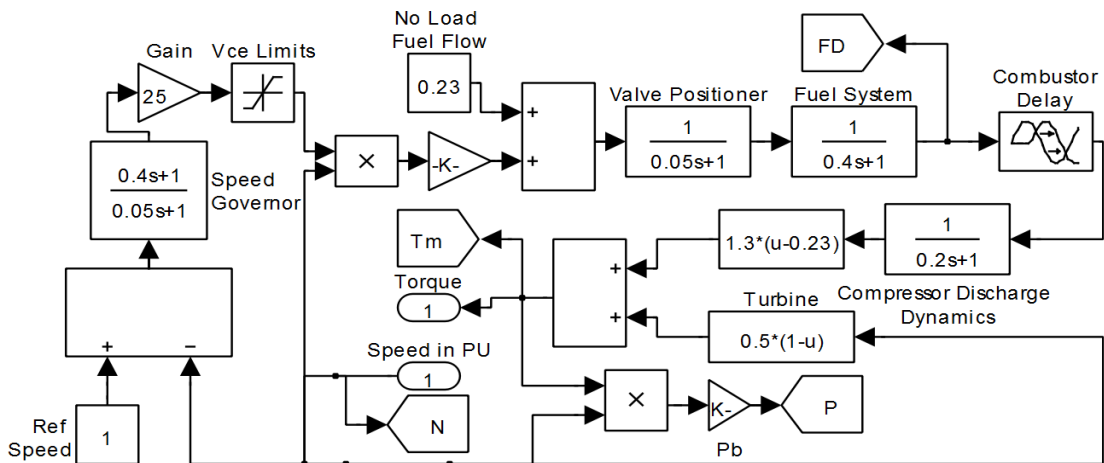 No Load
Fuel Flow
Gain
Vce Limits
25
0.23
FD
Combustor
Delay
Valve Positioner
Fuel System
+
+
×
-K-
1
0.05s+1
1
0.4s+1
0.4s+1
0.05s+1
Speed
Governor
Tm
Torque
1
+
+
1.3*(u-0.23)
1
0.2s+1
Compressor Discharge
Dynamics
Turbine
0.5*(1-u)
Speed in PU
1
+
−
×
K-
P
Pb
N
Ref
Speed
1